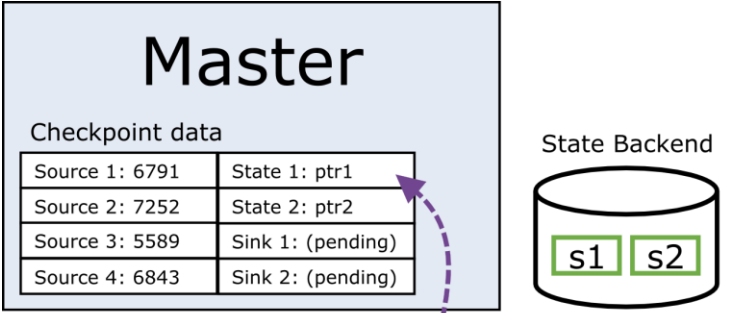 Master
Checkpoint data
Source 1: 6791 State 1: ptr1
Source 2: 7252 State 2: ptr2
Source 3: 5589 Sink 1: (pending)
Source 4: 6843 Sink 2: (pending)
State Backend
s1 s2